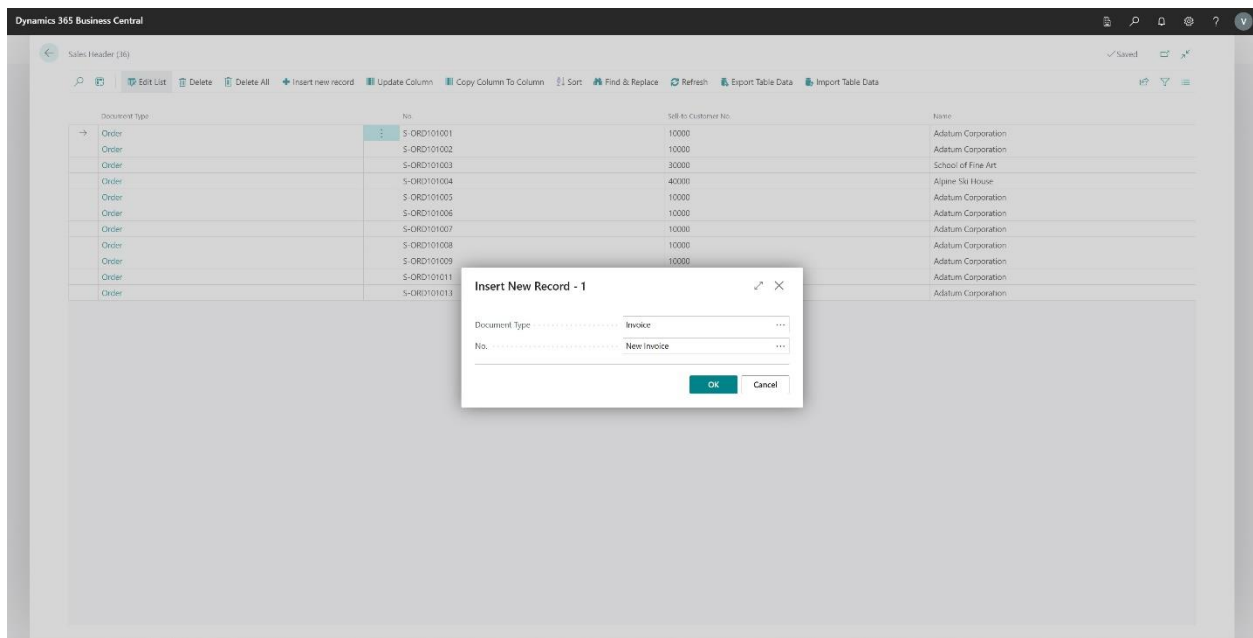 Dynamics 365 Business Central
?
V
Sales Header (36)
Saved
Edit List Delete Delete All Insert new record Update Column Copy Column To Column Sort Find & Replace Refresh Export Table Data Import Table Data
Document Type No. Sell-to Customer No. Name
Order S-ORD101001 10000 Adatum Corporation
Order S-ORD101002 10000 Adatum Corporation
Order S-ORD101003 30000 School of Fine Art
Order S-ORD101004 40000 Alpine Ski House
Order S-ORD101005 10000 Adatum Corporation
Order S-ORD101006 10000 Adatum Corporation
Order S-ORD101007 10000 Adatum Corporation
Order S-ORD101008 10000 Adatum Corporation
Order S-ORD101009 10000 Adatum Corporation
Order S-ORD101011 Adatum Corporation
Order S-ORD101013 Adatum Corporation
Insert New Record - 1
Document Type Invoice ...
No. New Invoice ...
OK Cancel